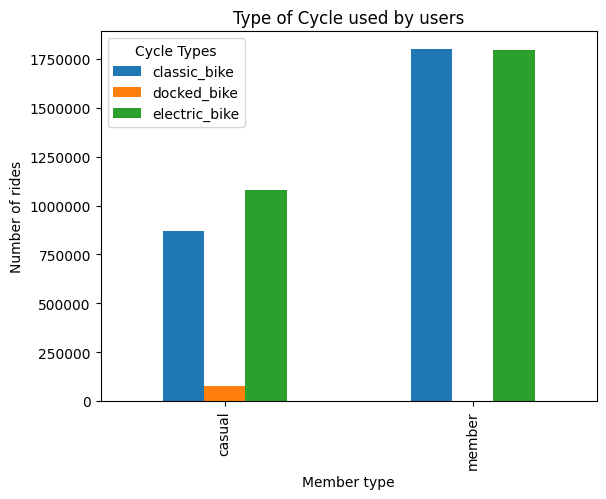 Type of Cycle used by users
Cycle Types
classic_bike
docked_bike
electric_bike
Number of rides
1750000
1500000
1250000
1000000
750000
500000
250000
0
casual
member
Member type